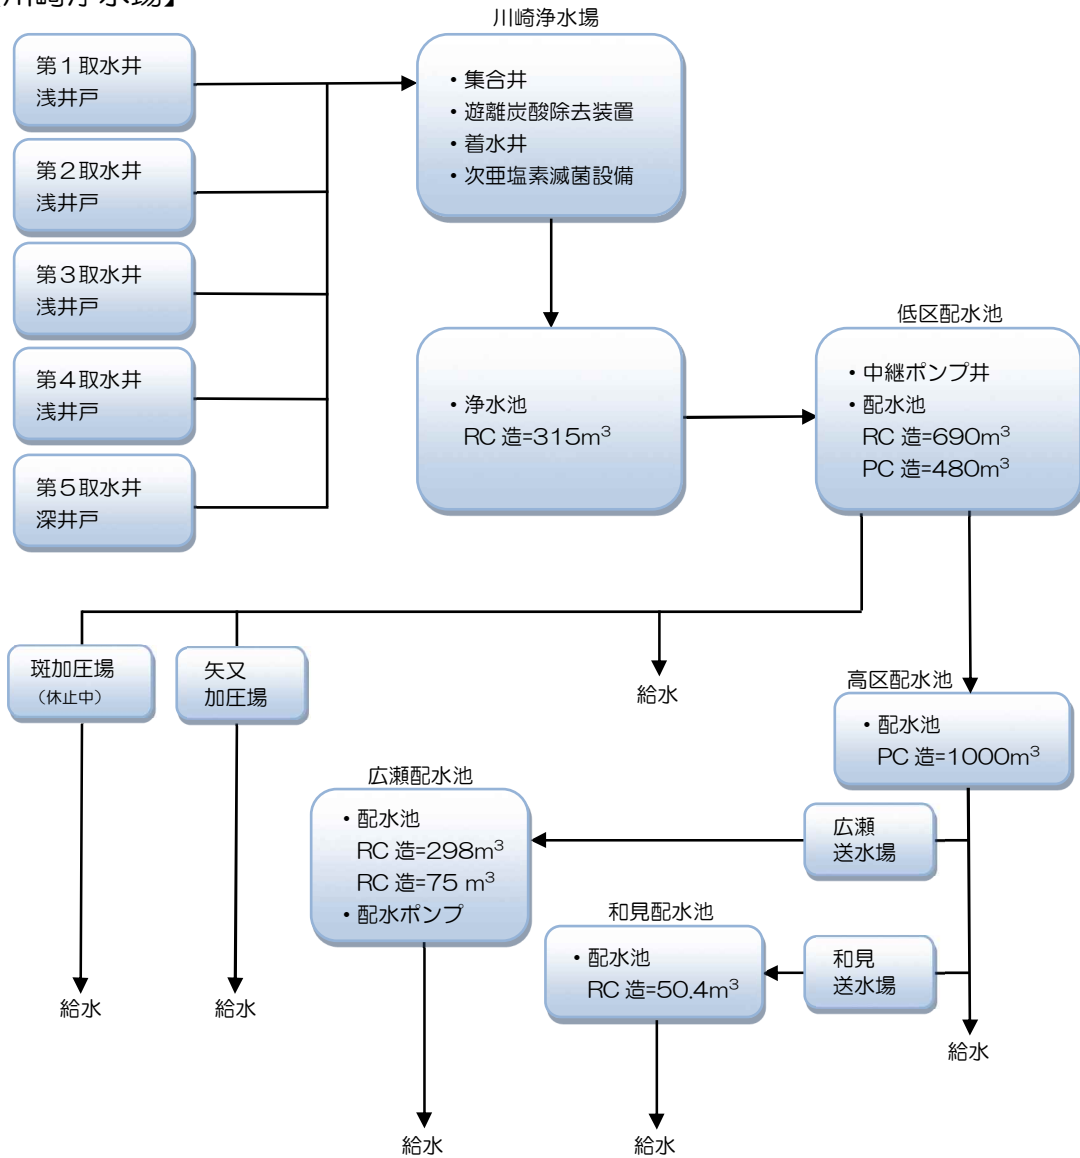 川崎浄水場】
川崎浄水場
第1取水井
浅井戸
・集合井
・遊離炭酸除去装置
・着水井
・次亜塩素滅菌設備
第2取水井
浅井戸
第3取水井
浅井戸
第4取水井
浅井戸
第5取水井
深井戸
・浄水池
RC 造=315m³
低区配水池
・中継ポンプ井
・配水池
RC 造=690m³
PC 造=480m³
斑加圧場
（休止中）
矢又
加圧場
給水
高区配水池
・配水池
PC 造=1000m³
広瀬配水池
・配水池
RC 造=298m³
RC 造=75 m³
・配水ポンプ
広瀬
送水場
和見配水池
・配水池
RC 造=50.4m³
和見
送水場
給水
給水
給水
給水
給水